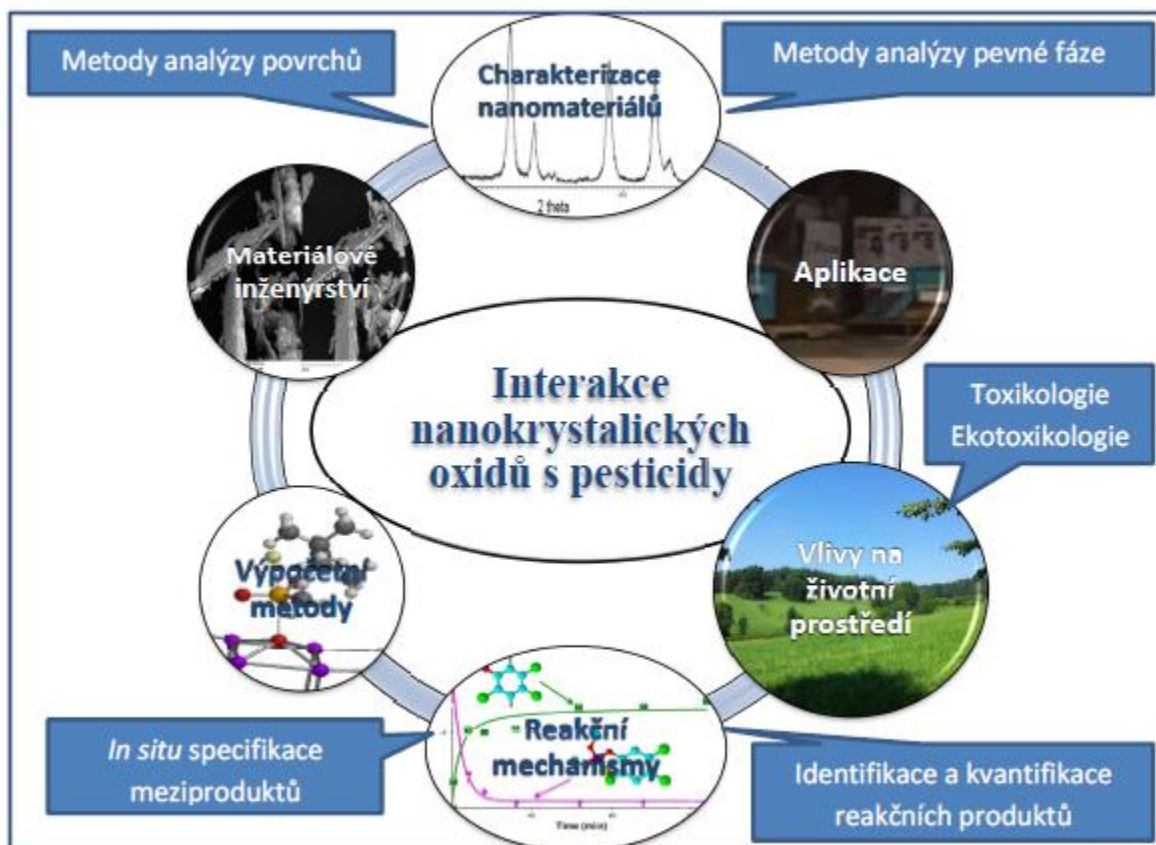 Metody analýzy povrchů
Metody analýzy pevné fáze
Charakterizace
nanomateriálů
2 theta
Materiálové
inženýrství
Aplikace
Interakce
nanokrystalických
oxidů s pesticidy
Toxikologie
Ekotoxikologie
Výpočetní
metody
Vlivy na
životní
prostředí
Reakční
mechanismy
Time (min)
In situ specifikace
meziproduktů
Identifikace a kvantifikace
reakčních produktů